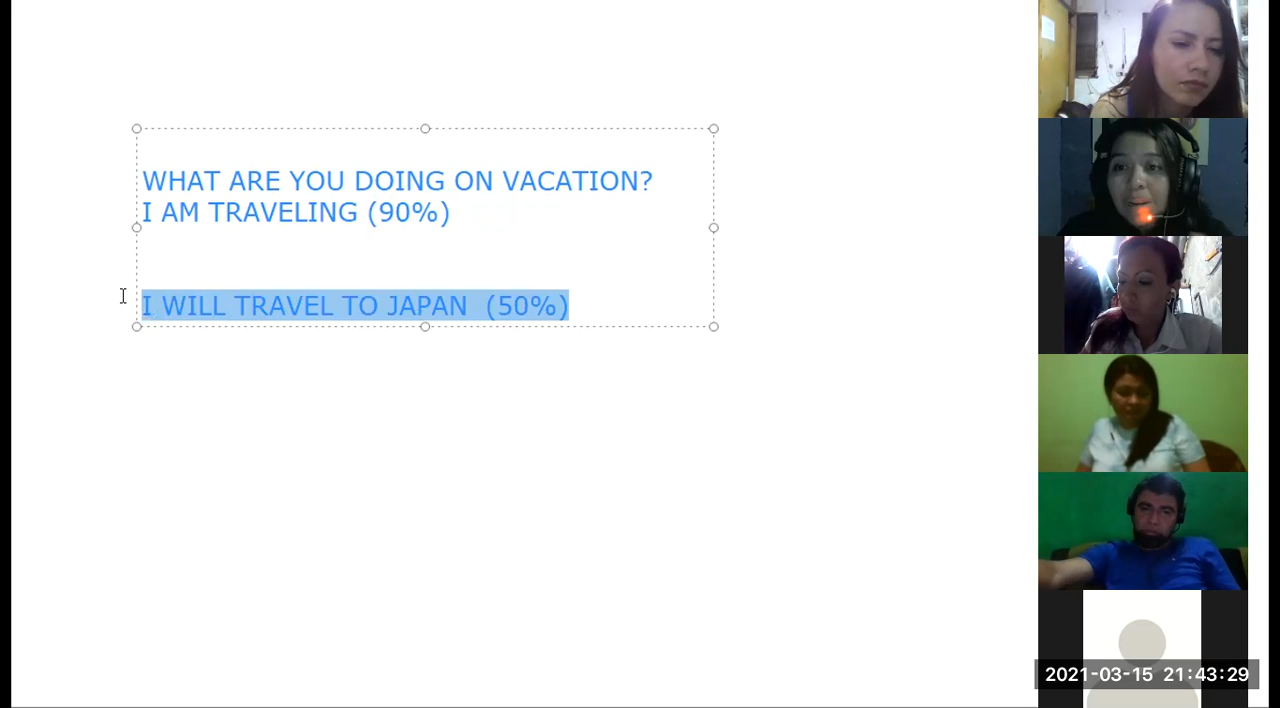 WHAT ARE YOU DOING ON VACATION?
I AM TRAVELING (90%)
I WILL TRAVEL TO JAPAN (50%)
2021-03-15 21:43:29